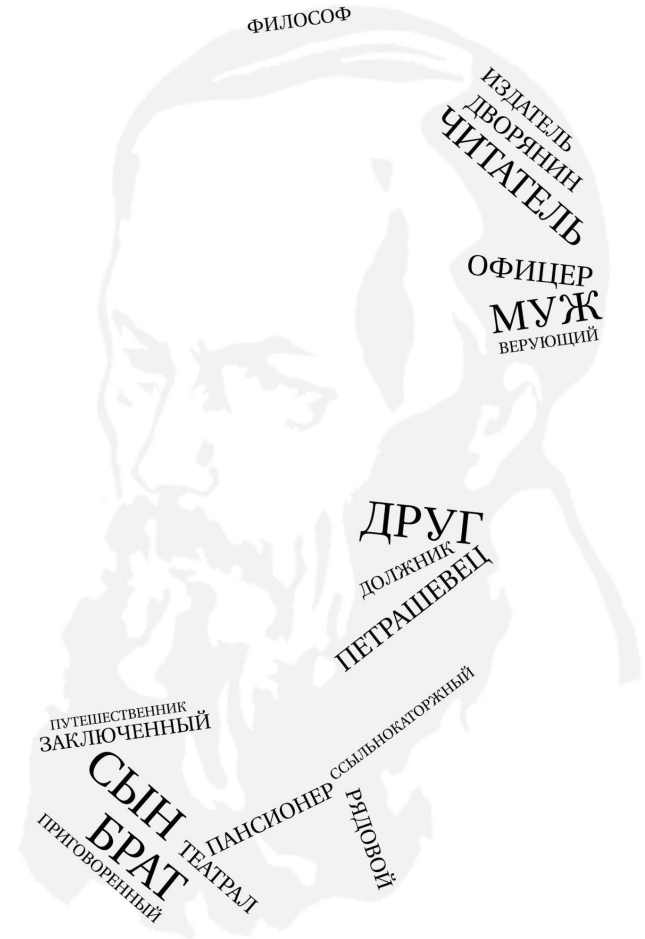 ФИЛОСОФ
ИЗДАТЕЛЬ
ДВОРЯНИН
ЧИТАТЕЛЬ
ОФИЦЕР
МУЖ
ВЕРУЮЩИЙ
ДРУГ
ДОЛЖНИК
ПЕТРАШЕВЕЦ
ПУТЕШЕСТВЕННИК
ЗАКЛЮЧЕННЫЙ
СЫН
БРАТ
ПРИГОВОРЕННЫЙ
ТЕАТРАЛ
ПАНСИОНЕР
ССЫЛЬНОКАТОРЖНЫЙ
РЯДОВОЙ